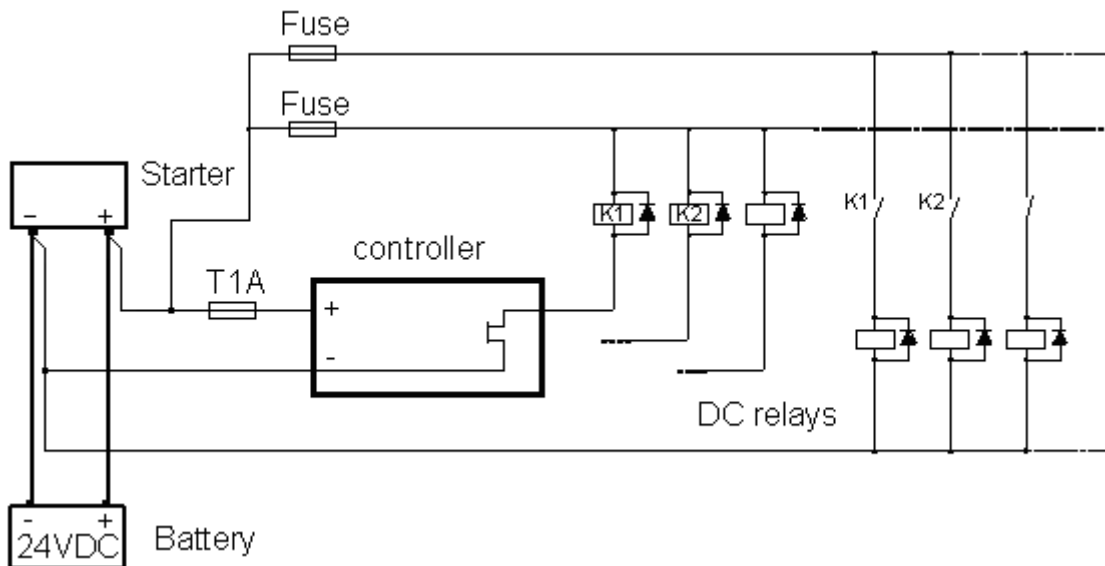 Fuse
Fuse
Starter
- +
K1 K2
K1 K2
controller
T1A
+
-
DC relays
- +
24VDC
Battery